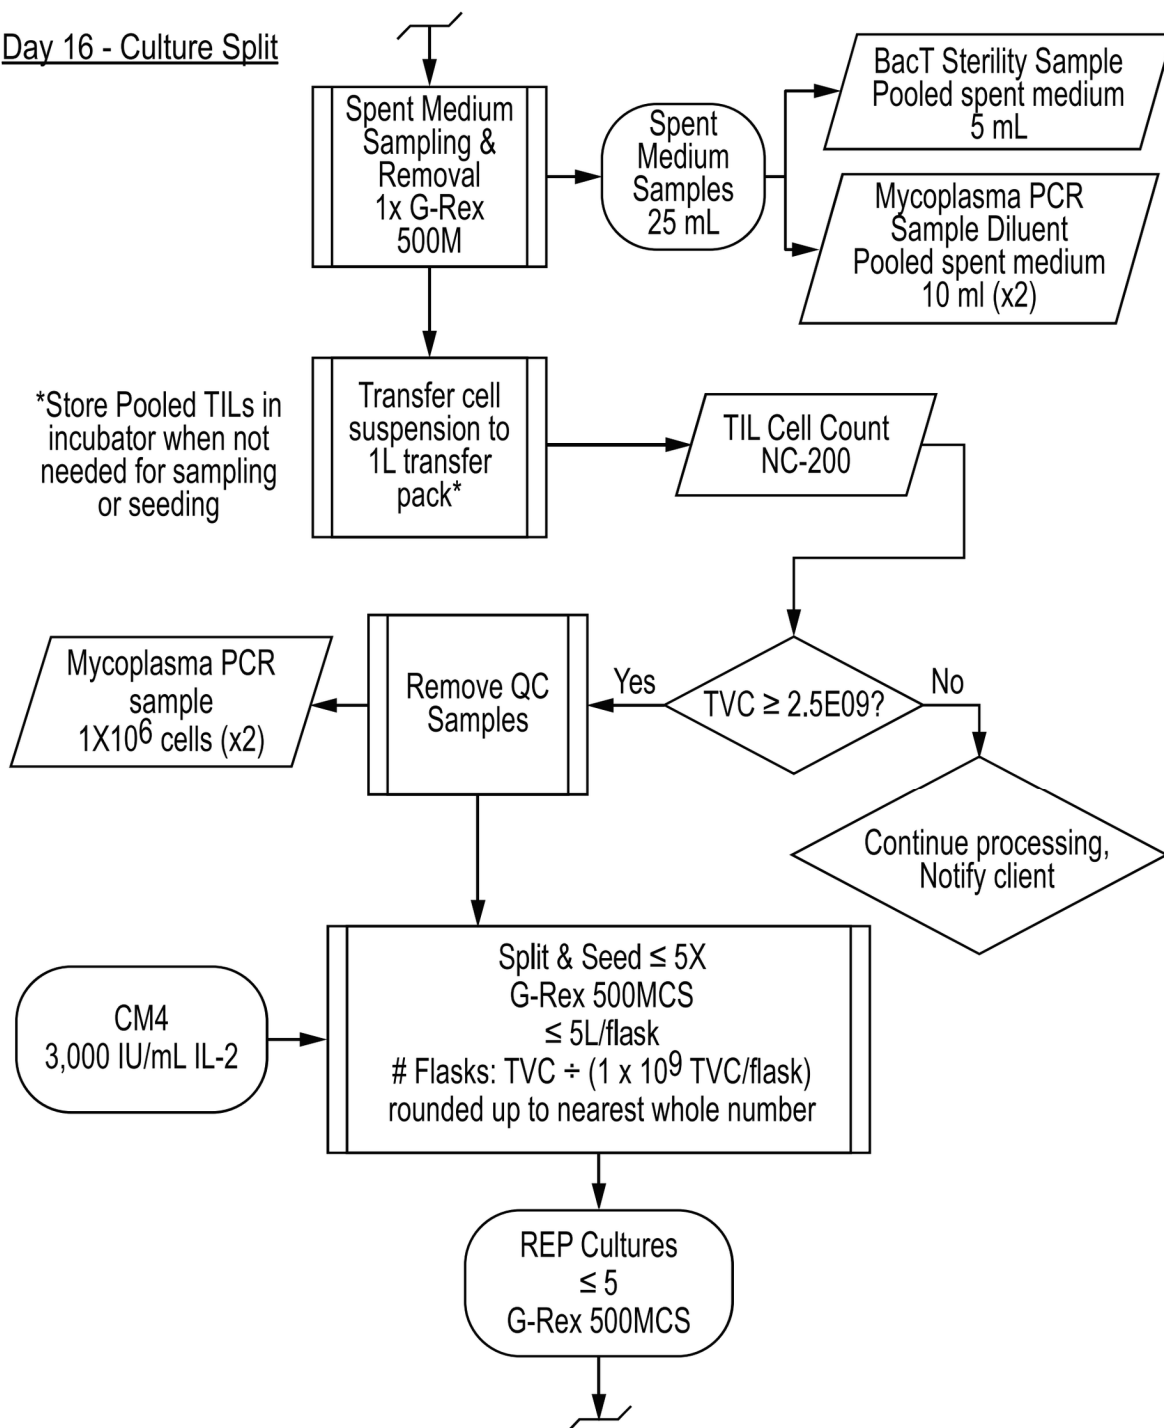 Day 16 - Culture Split
Spent Medium
Sampling &
Removal
1x G-Rex
500M
Spent
Medium
Samples
25 mL
BacT Sterility Sample
Pooled spent medium
5 mL
Mycoplasma PCR
Sample Diluent
Pooled spent medium
10 ml (x2)
*Store Pooled TILs in
incubator when not
needed for sampling
or seeding
Transfer cell
suspension to
1L transfer
pack*
TIL Cell Count
NC-200
Mycoplasma PCR
sample
1X10⁶ cells (x2)
Remove QC
Samples
Yes
TVC ≥ 2.5E09?
No
Continue processing,
Notify client
CM4
3,000 IU/mL IL-2
Split & Seed ≤ 5X
G-Rex 500MCS
≤ 5L/flask
# Flasks: TVC ÷ (1 x 10⁹ TVC/flask)
rounded up to nearest whole number
REP Cultures
≤ 5
G-Rex 500MCS